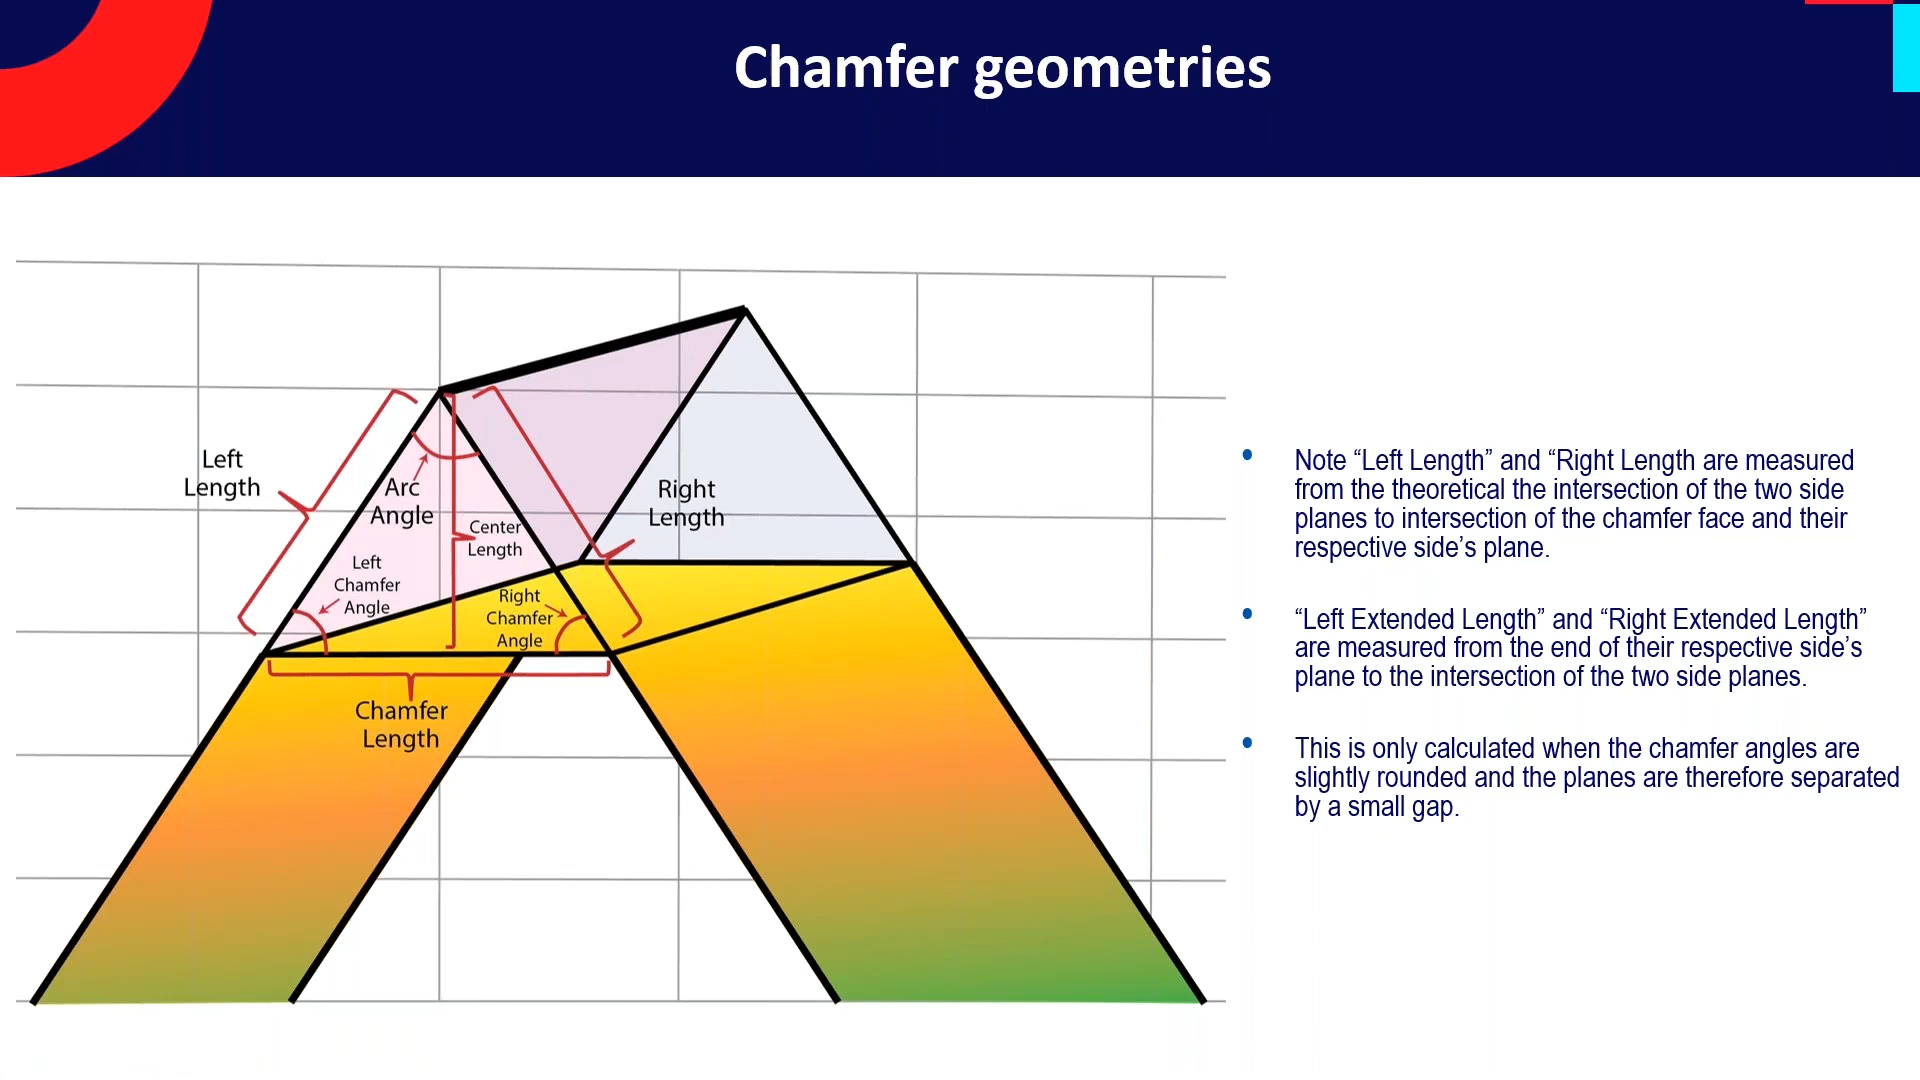 Chamfer geometries
Left
Length
Arc
Angle
Left
Chamfer
Angle
Center
Length
Right
Chamfer
Angle
Right
Length
Chamfer
Length
• Note “Left Length” and “Right Length are measured
from the theoretical the intersection of the two side
planes to intersection of the chamfer face and their
respective side’s plane.
• “Left Extended Length” and “Right Extended Length”
are measured from the end of their respective side’s
plane to the intersection of the two side planes.
• This is only calculated when the chamfer angles are
slightly rounded and the planes are therefore separated
by a small gap.